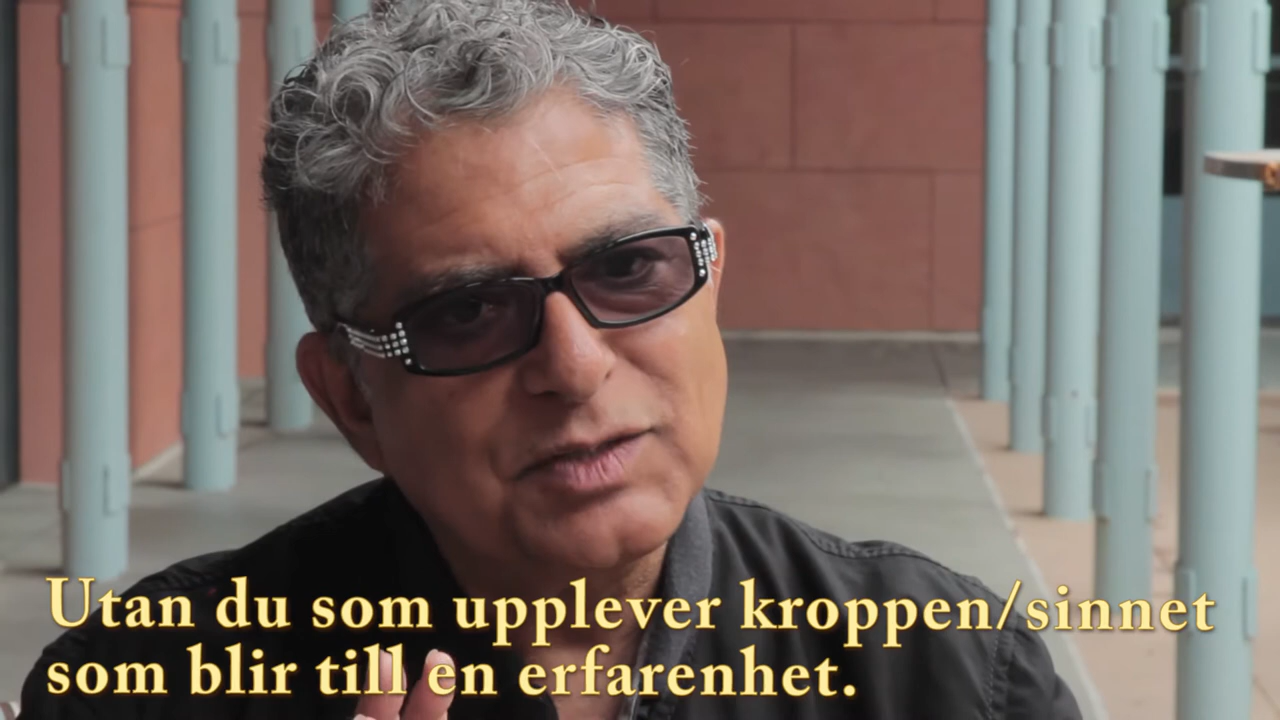 Utan du som upplever kroppen/sinnet
som blir till en erfarenhet.